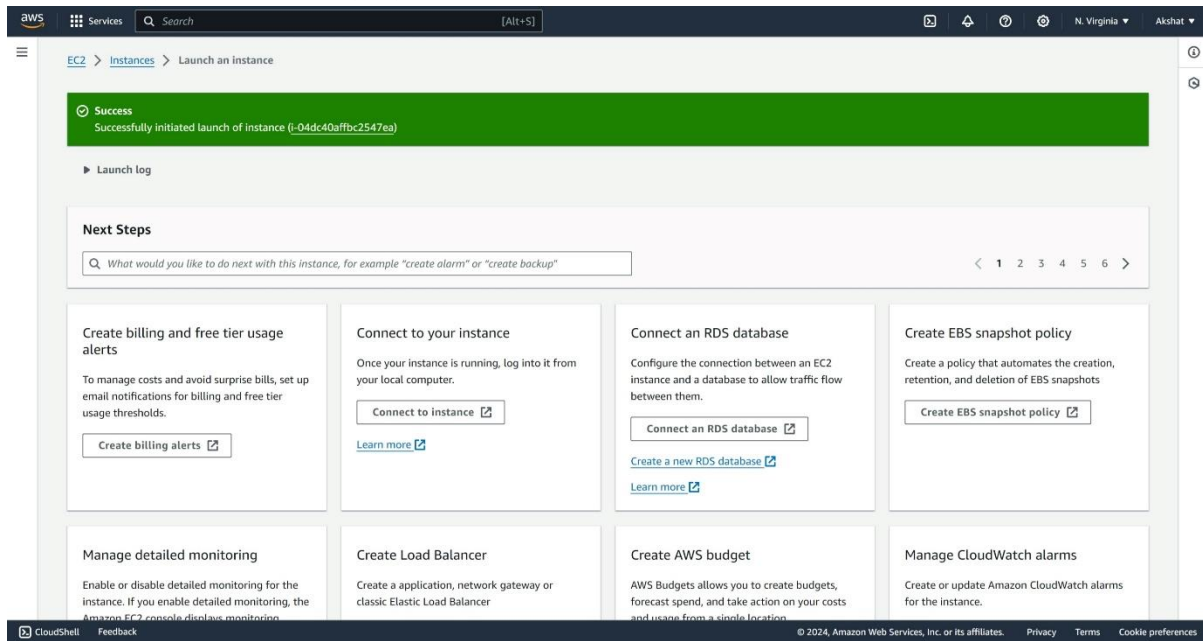 aws
Services
Search
[Alt+S]
N. Virginia
Akshat
EC2
Instances
Launch an instance
Success
Successfully initiated launch of instance (i-04dc40affbc2547ea)
Launch log
Next Steps
What would you like to do next with this instance, for example "create alarm" or "create backup"
1 2 3 4 5 6
Create billing and free tier usage
alerts
To manage costs and avoid surprise bills, set up
email notifications for billing and free tier
usage thresholds.
Create billing alerts
Connect to your instance
Once your instance is running, log into it from
your local computer.
Connect to instance
Learn more
Connect an RDS database
Configure the connection between an EC2
instance and a database to allow traffic flow
between them.
Connect an RDS database
Create a new RDS database
Learn more
Create EBS snapshot policy
Create a policy that automates the creation,
retention, and deletion of EBS snapshots
Create EBS snapshot policy
Manage detailed monitoring
Enable or disable detailed monitoring for the
instance. If you enable detailed monitoring, the
Amazon EC2 console displays monitoring
Create Load Balancer
Create a application, network gateway or
classic Elastic Load Balancer
Create AWS budget
AWS Budgets allows you to create budgets,
forecast spend, and take action on your costs
and usage from a single location
Manage CloudWatch alarms
Create or update Amazon CloudWatch alarms
for the instance.
CloudShell
Feedback
© 2024, Amazon Web Services, Inc. or its affiliates.
Privacy
Terms
Cookie preferences